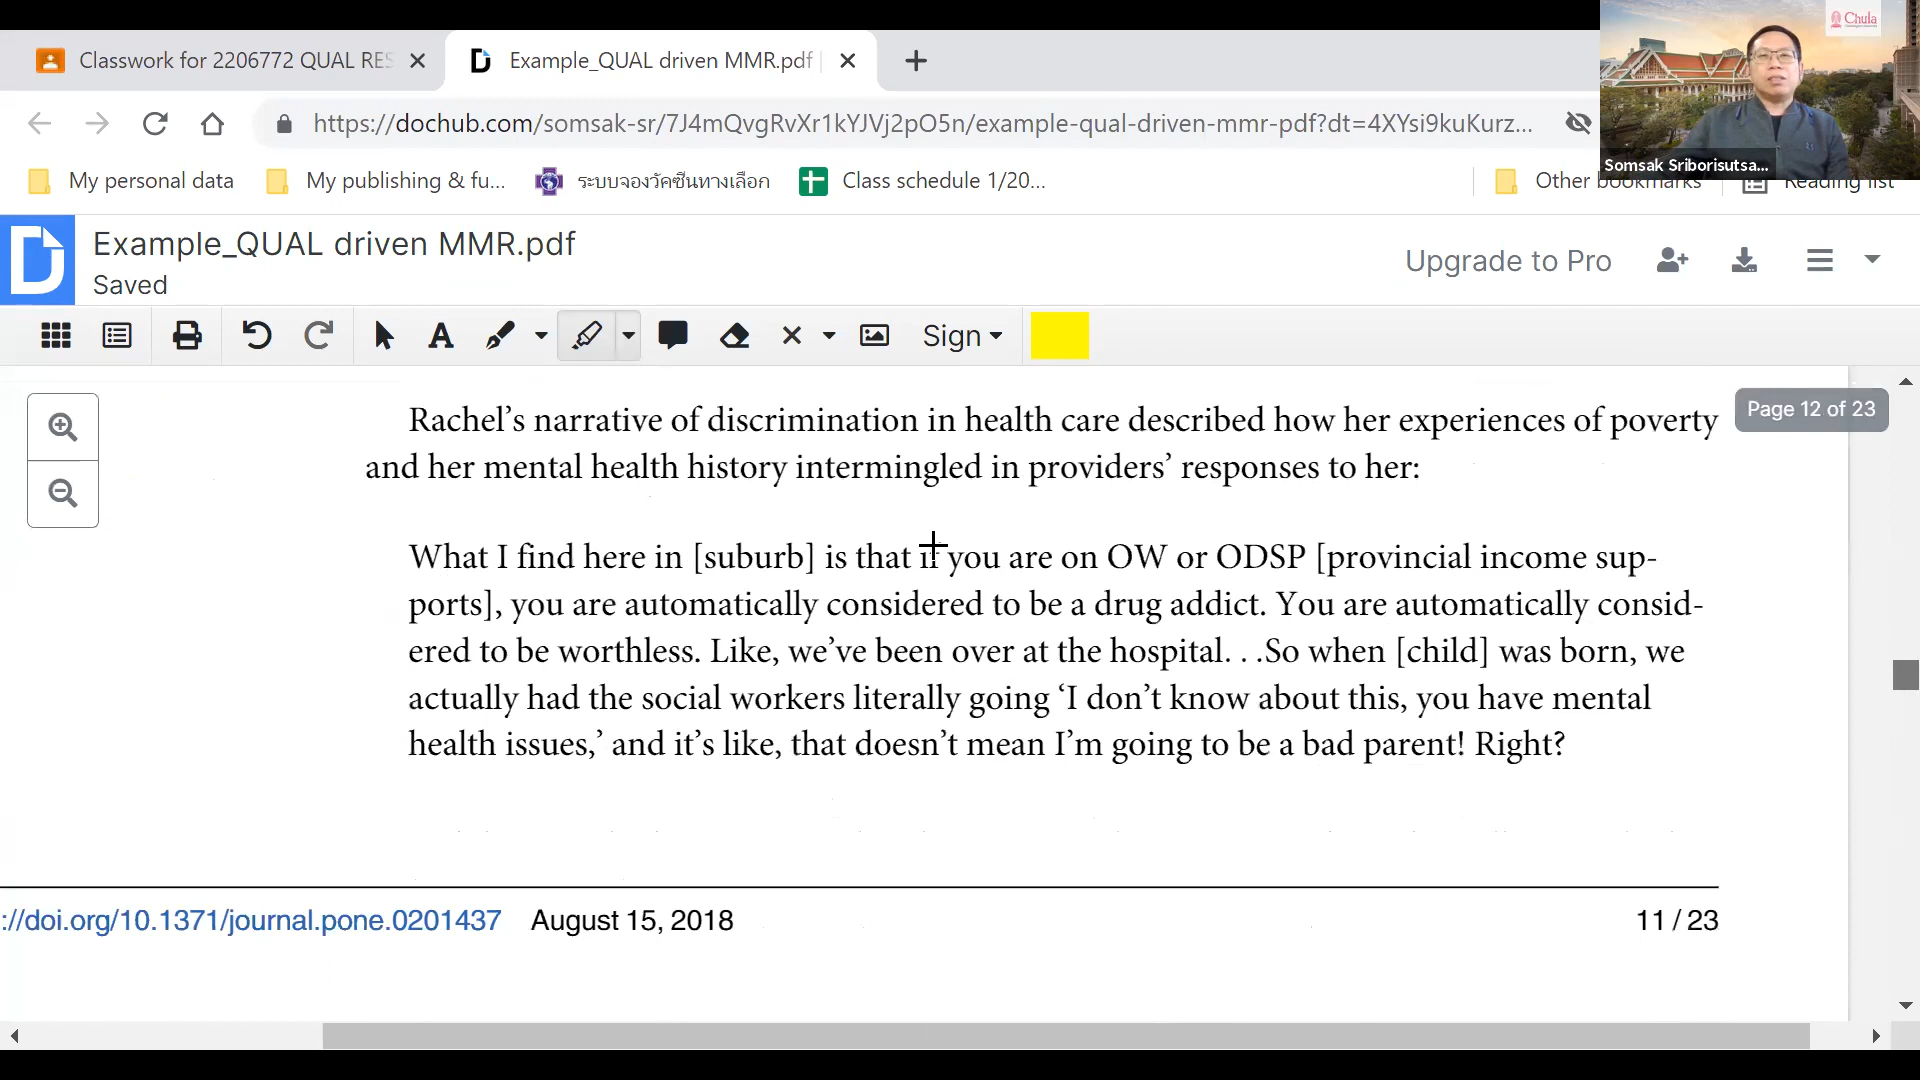 Classwork for 2206772 QUAL RES
Example_QUAL driven MMR.pdf
Chula
https://dochub.com/somsak-sr/7J4mQvgRvXr1kYJVj2pO5n/example-qual-driven-mmr-pdf?dt=4XYsi9kuKurz...
Somsak Sriborisutsa...
My personal data
My publishing & fu...
ระบบจองวัคซีนทางเลือก
Class schedule 1/20...
Other bookmarks
Reading list
Example_QUAL driven MMR.pdf
Saved
Upgrade to Pro
A
Sign
Page 12 of 23
Rachel’s narrative of discrimination in health care described how her experiences of poverty
and her mental health history intermingled in providers’ responses to her:
What I find here in [suburb] is that if you are on OW or ODSP [provincial income sup-
ports], you are automatically considered to be a drug addict. You are automatically consid-
ered to be worthless. Like, we’ve been over at the hospital. . .So when [child] was born, we
actually had the social workers literally going ‘I don’t know about this, you have mental
health issues,’ and it’s like, that doesn’t mean I’m going to be a bad parent! Right?
://doi.org/10.1371/journal.pone.0201437 August 15, 2018
11 / 23